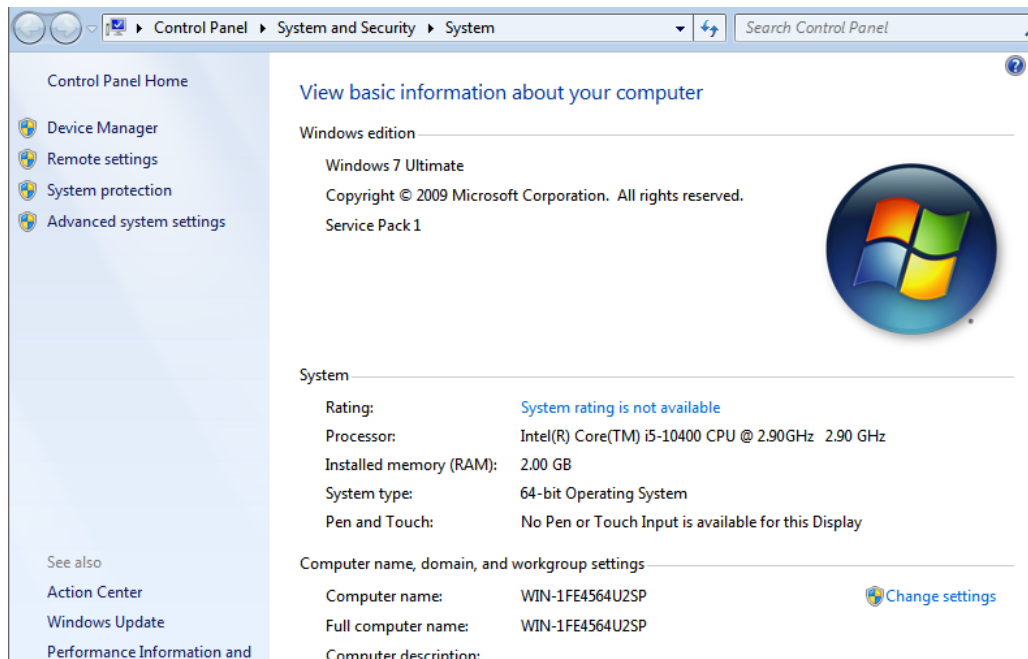 Control Panel System and Security System Search Control Panel
Control Panel Home
Device Manager
Remote settings
System protection
Advanced system settings
See also
Action Center
Windows Update
Performance Information and
View basic information about your computer
Windows edition
Windows 7 Ultimate
Copyright © 2009 Microsoft Corporation. All rights reserved.
Service Pack 1
System
Rating: System rating is not available
Processor: Intel(R) Core(TM) i5-10400 CPU @ 2.90GHz 2.90 GHz
Installed memory (RAM): 2.00 GB
System type: 64-bit Operating System
Pen and Touch: No Pen or Touch Input is available for this Display
Computer name, domain, and workgroup settings
Computer name: WIN-1FE4564U2SP Change settings
Full computer name: WIN-1FE4564U2SP
Computer description: